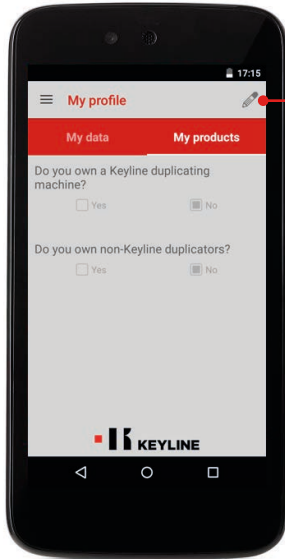 17:15
My profile
My data My products
Do you own a Keyline duplicating
machine?
Yes No
Do you own non-Keyline duplicators?
Yes No
KEYLINE